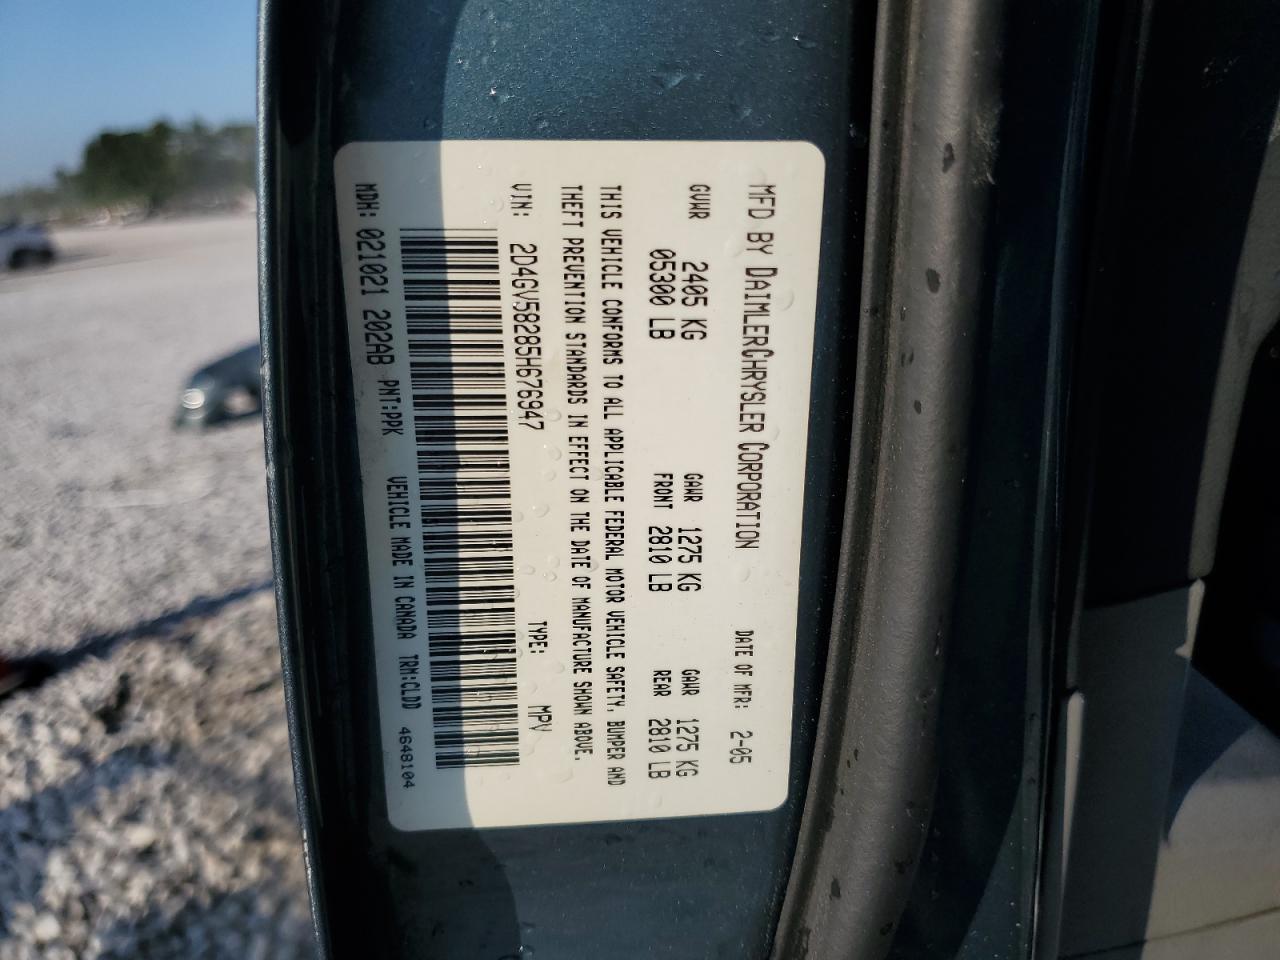 MFD BY DAIMLERCHRYSLER CORPORATION DATE OF MFR: 2-05
GVWR 2405 KG GAWR 1275 KG GAWR 1275 KG
05300 LB FRONT 2810 LB REAR 2810 LB
THIS VEHICLE CONFORMS TO ALL APPLICABLE FEDERAL MOTOR VEHICLE SAFETY, BUMPER AND
THEFT PREVENTION STANDARDS IN EFFECT ON THE DATE OF MANUFACTURE SHOWN ABOVE.
VIN: 2D4GV58285H676947 TYPE: MPV
MDH: 021021 202AB PNT:PPK VEHICLE MADE IN CANADA TRM:CLDD 4648104